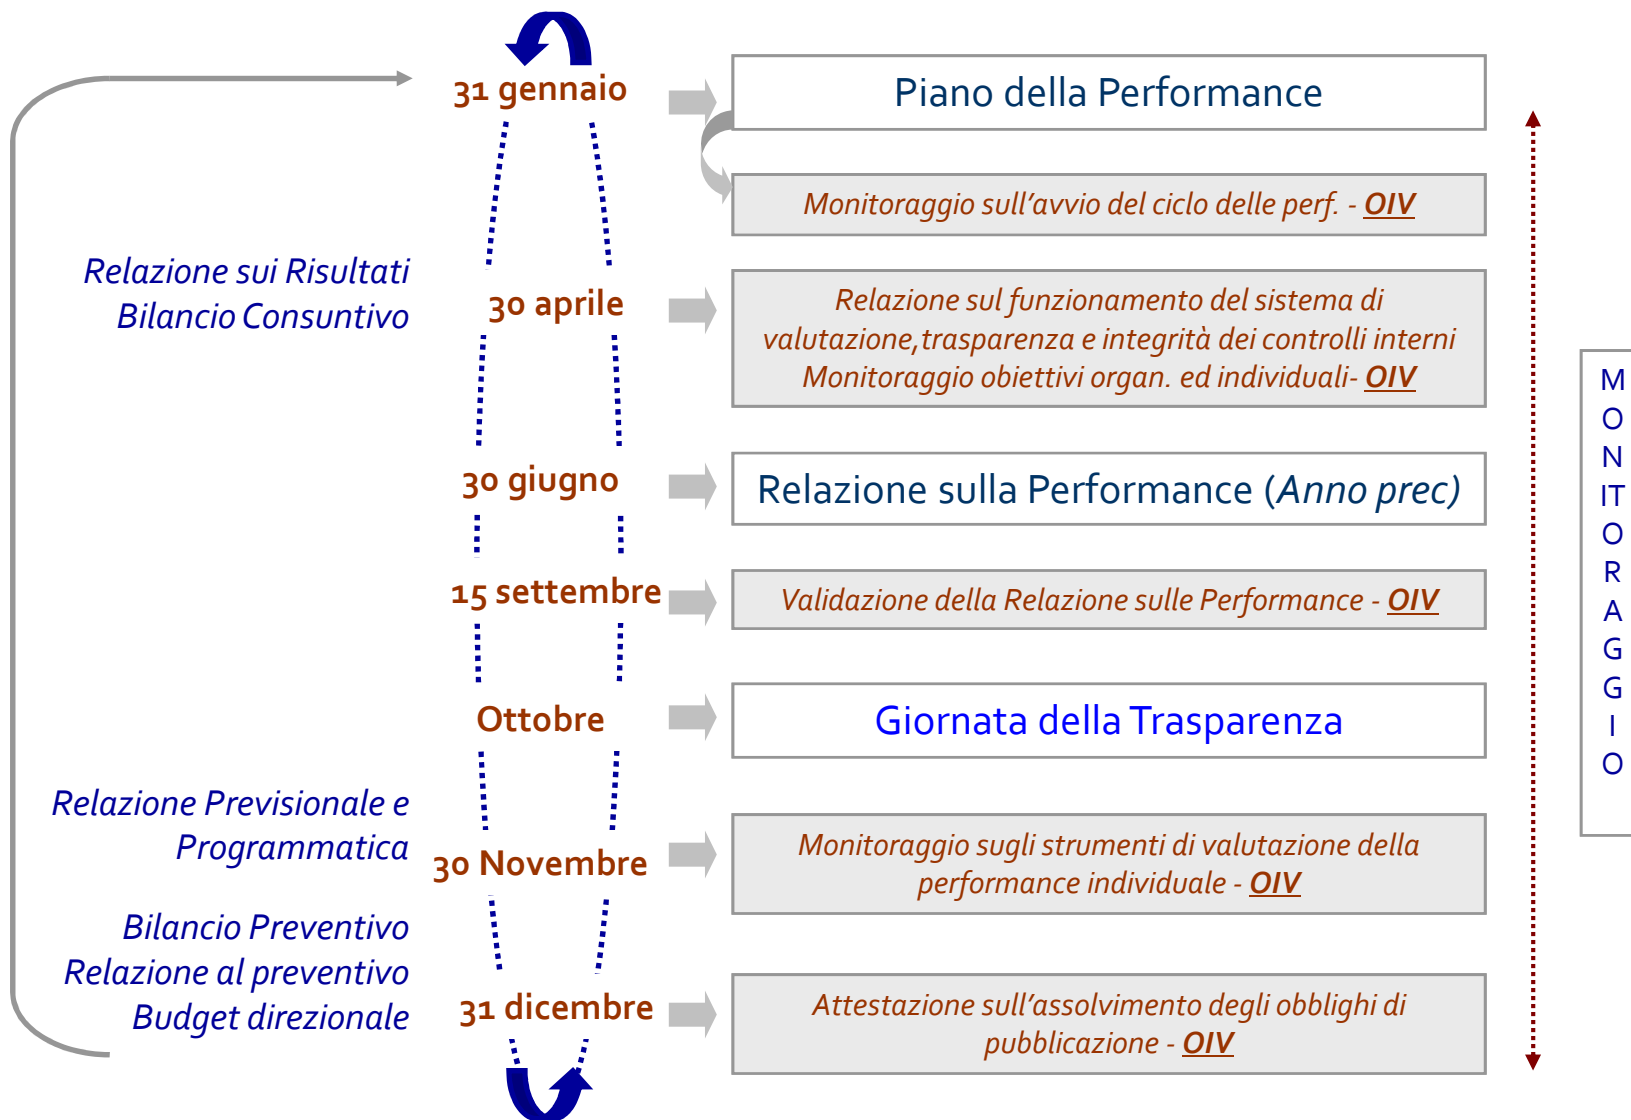 31 gennaio
Piano della Performance
Monitoraggio sull'avvio del ciclo delle perf. - OIV
Relazione sui Risultati
Bilancio Consuntivo
30 aprile
Relazione sul funzionamento del sistema di
valutazione,trasparenza e integrità dei controlli interni
Monitoraggio obiettivi organ. ed individuali- OIV
30 giugno
Relazione sulla Performance (Anno prec)
15 settembre
Validazione della Relazione sulle Performance - OIV
Ottobre
Giornata della Trasparenza
Relazione Previsionale e
Programmatica
30 Novembre
Monitoraggio sugli strumenti di valutazione della
performance individuale - OIV
Bilancio Preventivo
Relazione al preventivo
Budget direzionale
31 dicembre
Attestazione sull'assolvimento degli obblighi di
pubblicazione - OIV
M
O
N
IT
O
R
A
G
G
I
O